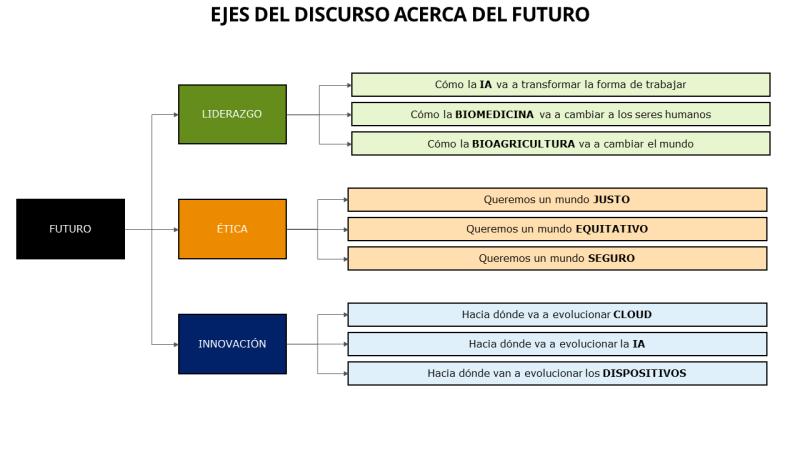 EJES DEL DISCURSO ACERCA DEL FUTURO
FUTURO
LIDERAZGO
Cómo la IA va a transformar la forma de trabajar
Cómo la BIOMEDICINA va a cambiar a los seres humanos
Cómo la BIOAGRICULTURA va a cambiar el mundo
ÉTICA
Queremos un mundo JUSTO
Queremos un mundo EQUITATIVO
Queremos un mundo SEGURO
INNOVACIÓN
Hacia dónde va a evolucionar CLOUD
Hacia dónde va a evolucionar la IA
Hacia dónde van a evolucionar los DISPOSITIVOS